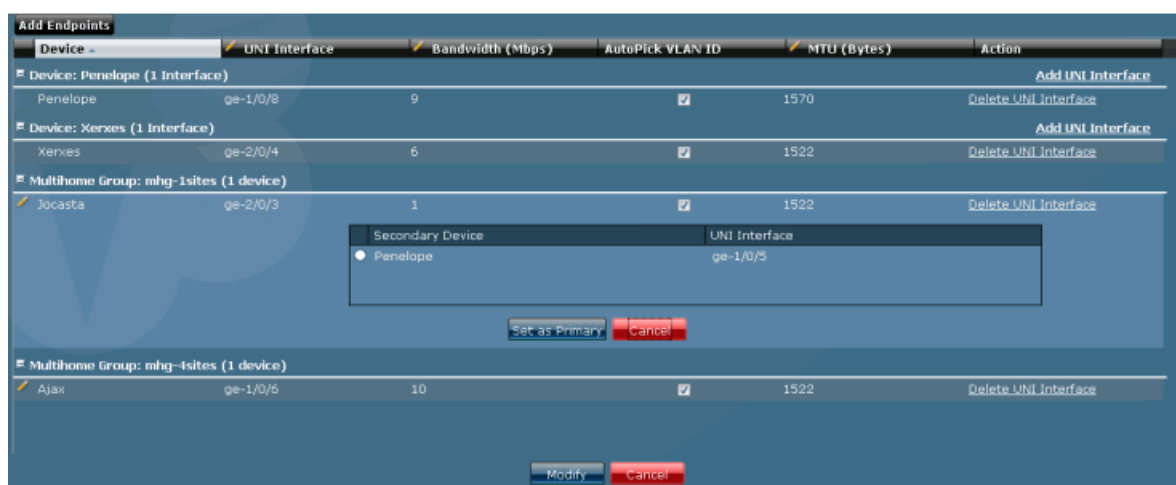 Add Endpoints
Device UNI Interface Bandwidth (Mbps) AutoPick VLAN ID MTU (Bytes) Action
Device: Penelope (1 Interface) Add UNI Interface
Penelope ge-1/0/8 9 1570 Delete UNI Interface
Device: Xerxes (1 Interface) Add UNI Interface
Xerxes ge-2/0/4 6 1522 Delete UNI Interface
Multihome Group: mhg-1sites (1 device)
Jocasta ge-2/0/3 1 1522 Delete UNI Interface
Secondary Device UNI Interface
Penelope ge-1/0/5
Set as Primary Cancel
Multihome Group: mhg-4sites (1 device)
Ajax ge-1/0/6 10 1522 Delete UNI Interface
Modify Cancel